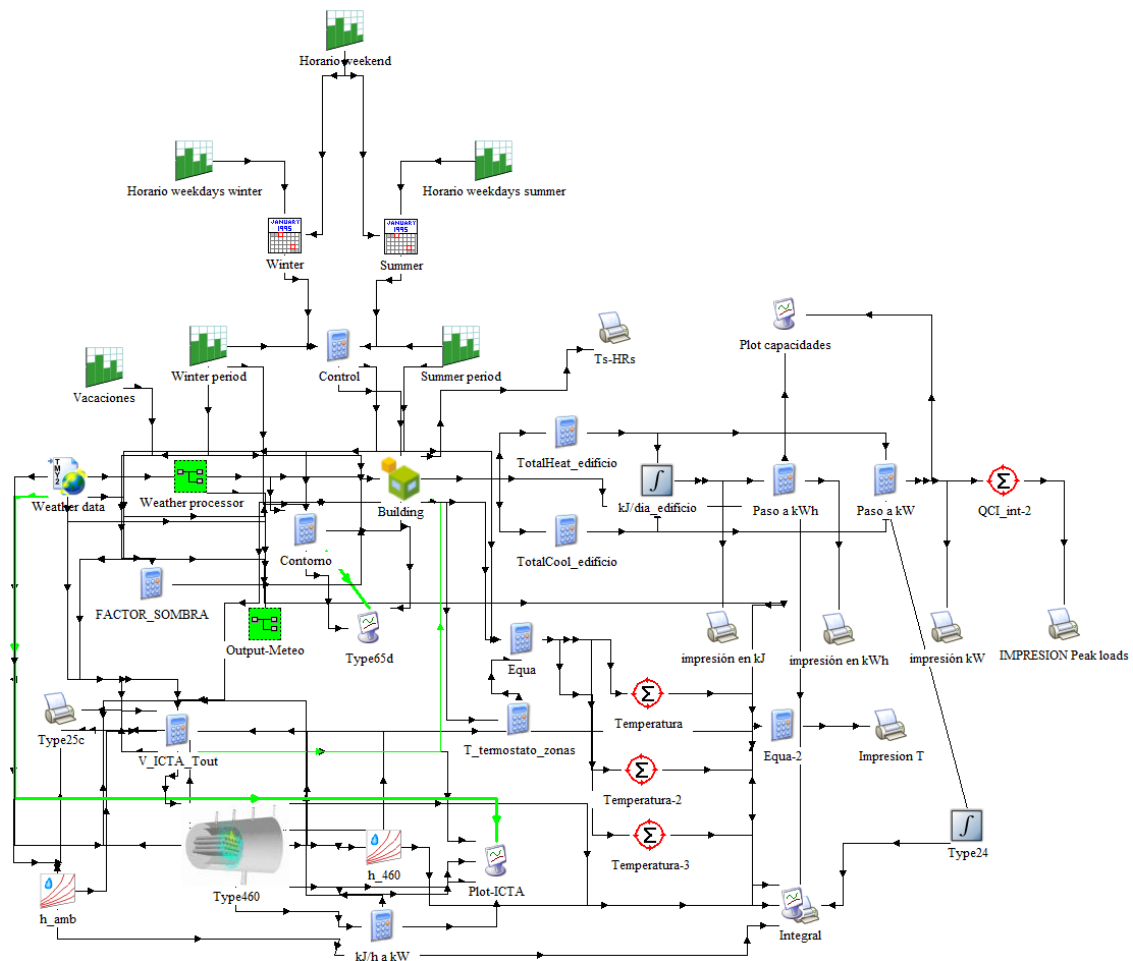 Horario weekend
Horario weekdays winter
Horario weekdays summer
JANUARY
1995
JANUARY
1995
Winter
Summer
Plot capacidades
Ts-HRs
Winter period
Control
Summer period
Vacaciones
TotalHeat_edificio
TMY2
Weather data
Weather processor
Building
kJ/dia_edificio
Paso a kWh
Paso a kW
QCI_int-2
Contorno
TotalCool_edificio
FACTOR_SOMBRA
Output-Meteo
Type65d
Equa
impresión en kJ
impresión en kWh
impresión kW
IMPRESION Peak loads
Type25c
V_ICTA_Tout
T_termostato_zonas
Temperatura
Equa-2
Impresion T
Temperatura-2
Temperatura-3
Type24
h_amb
Type460
h_460
Plot-ICTA
kJ/h a kW
Integral